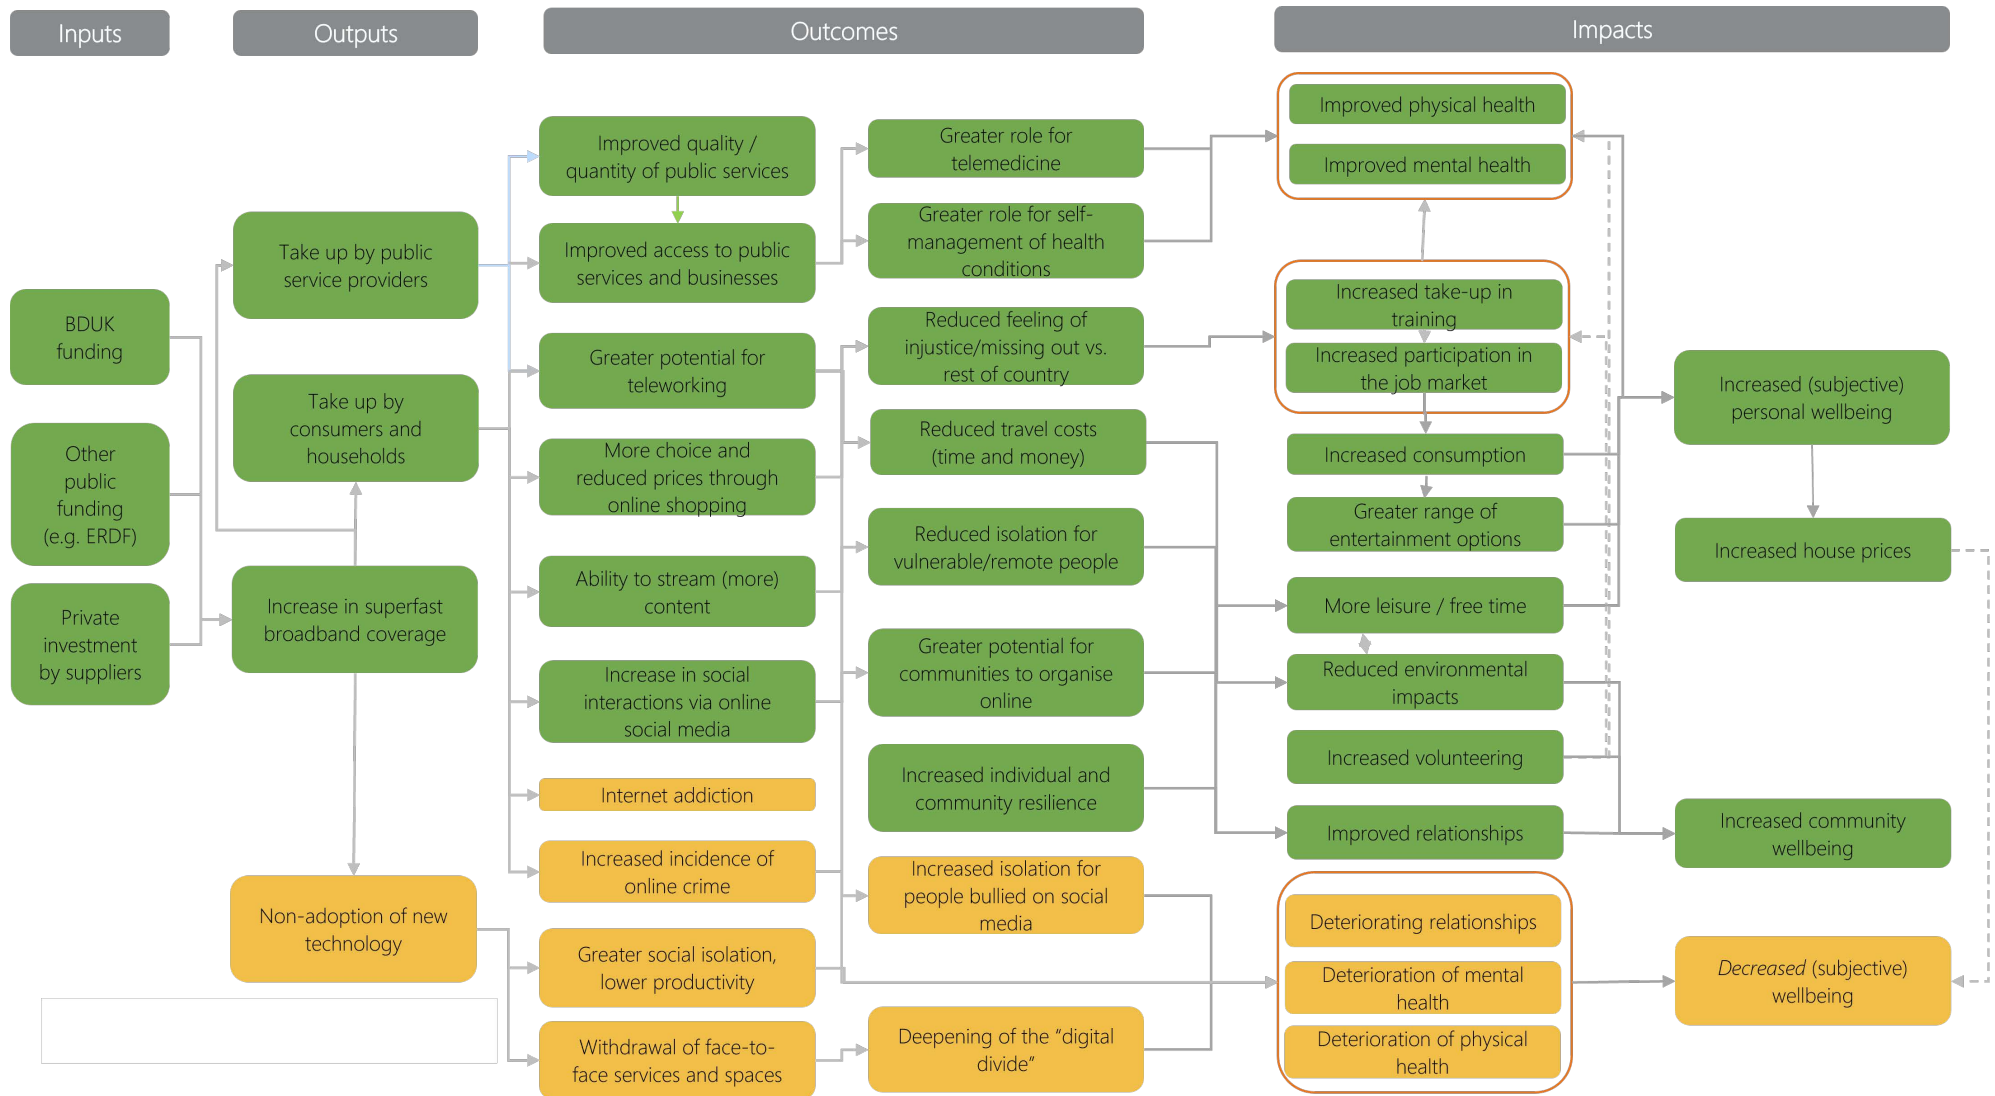 Inputs
Outputs
Outcomes
Impacts
BDUK
funding
Other
public
funding
(e.g. ERDF)
Private
investment
by suppliers
Take up by public
service providers
Take up by
consumers and
households
Increase in superfast
broadband coverage
Non-adoption of new
technology
Improved quality /
quantity of public services
Improved access to public
services and businesses
Greater potential for
teleworking
More choice and
reduced prices through
online shopping
Ability to stream (more)
content
Increase in social
interactions via online
social media
Internet addiction
Increased incidence of
online crime
Greater social isolation,
lower productivity
Withdrawal of face-to-
face services and spaces
Greater role for
telemedicine
Greater role for self-
management of health
conditions
Reduced feeling of
injustice/missing out vs.
rest of country
Reduced travel costs
(time and money)
Reduced isolation for
vulnerable/remote people
Greater potential for
communities to organise
online
Increased individual and
community resilience
Increased isolation for
people bullied on social
media
Deepening of the “digital
divide”
Improved physical health
Improved mental health
Increased take-up in
training
Increased participation in
the job market
Increased consumption
Greater range of
entertainment options
More leisure / free time
Reduced environmental
impacts
Increased volunteering
Improved relationships
Deteriorating relationships
Deterioration of mental
health
Deterioration of physical
health
Increased (subjective)
personal wellbeing
Increased house prices
Increased community
wellbeing
Decreased (subjective)
wellbeing